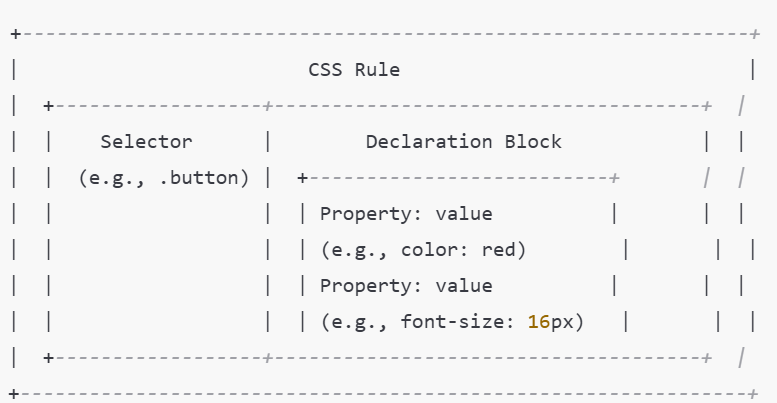 CSS Rule
Selector Declaration Block
(e.g., .button)
Property: value
(e.g., color: red)
Property: value
(e.g., font-size: 16px)